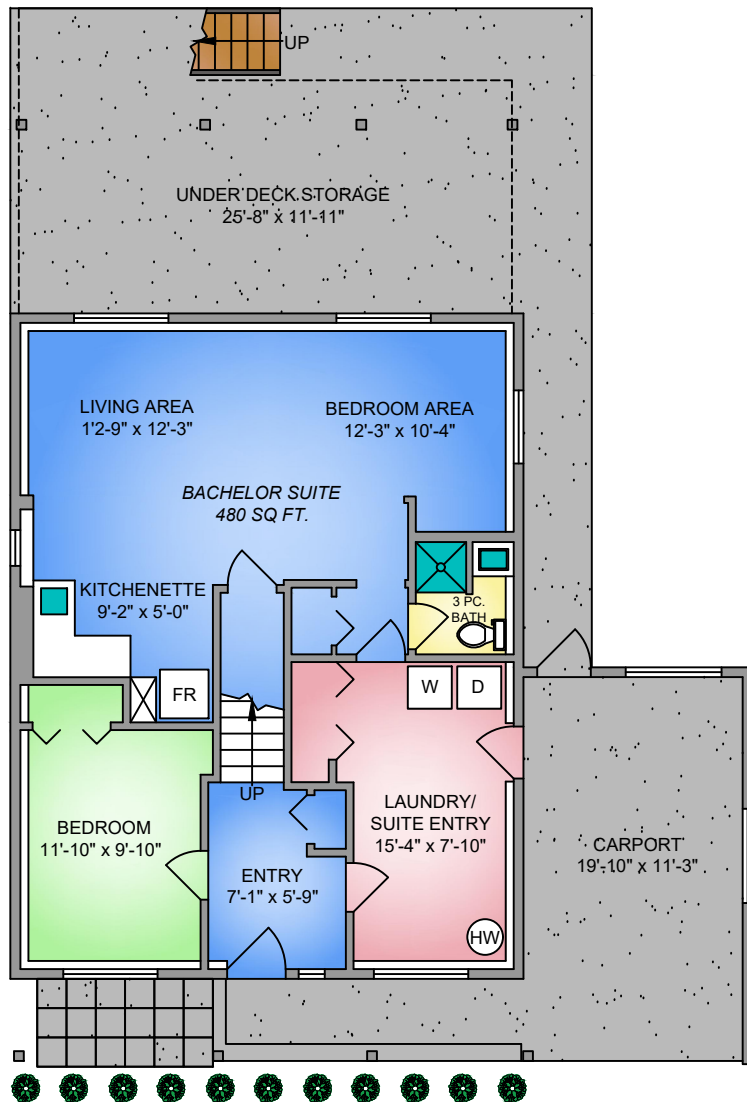 UP
UNDER DECK STORAGE
25'-8" x 11'-11"
LIVING AREA
1'2-9" x 12'-3"
BEDROOM AREA
12'-3" x 10'-4"
BACHELOR SUITE
480 SQ FT.
KITCHENETTE
9'-2" x 5'-0"
3 PC.
BATH
FR
W
D
UP
BEDROOM
11'-10" x 9'-10"
LAUNDRY/
SUITE ENTRY
15'-4" x 7'-10"
CARPORT
19'-10" x 11'-3"
ENTRY
7'-1" x 5'-9"
HW